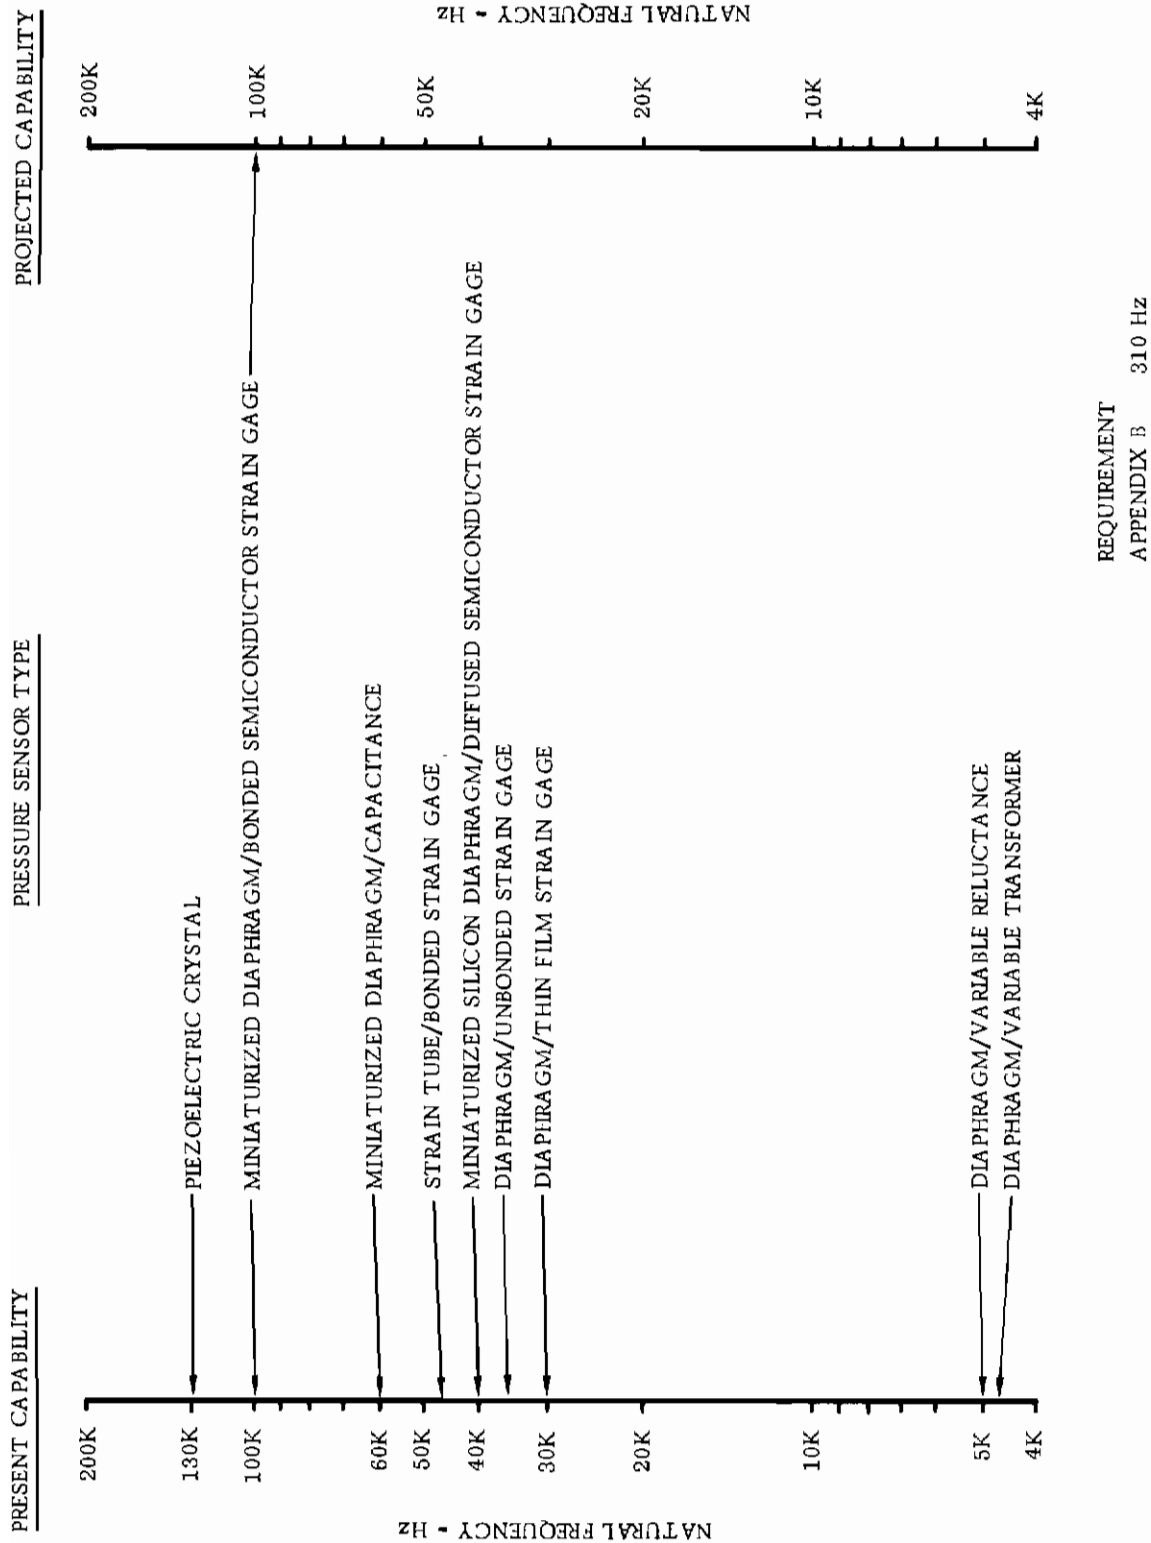 PRESENT CAPABILITY
PRESSURE SENSOR TYPE
PROJECTED CAPABILITY
NATURAL FREQUENCY - Hz
200K
130K
100K
60K
50K
40K
30K
20K
10K
5K
4K
PIEZOELECTRIC CRYSTAL
MINIATURIZED DIAPHRAGM/BONDED SEMICONDUCTOR STRAIN GAGE
MINIATURIZED DIAPHRAGM/CAPACITANCE
STRAIN TUBE/BONDED STRAIN GAGE
MINIATURIZED SILICON DIAPHRAGM/DIFFUSED SEMICONDUCTOR STRAIN GAGE
DIAPHRAGM/UNBONDED STRAIN GAGE
DIAPHRAGM/THIN FILM STRAIN GAGE
DIAPHRAGM/VARIABLE RELUCTANCE
DIAPHRAGM/VARIABLE TRANSFORMER
200K
100K
50K
20K
10K
4K
NATURAL FREQUENCY - Hz
REQUIREMENT
APPENDIX B 310 Hz